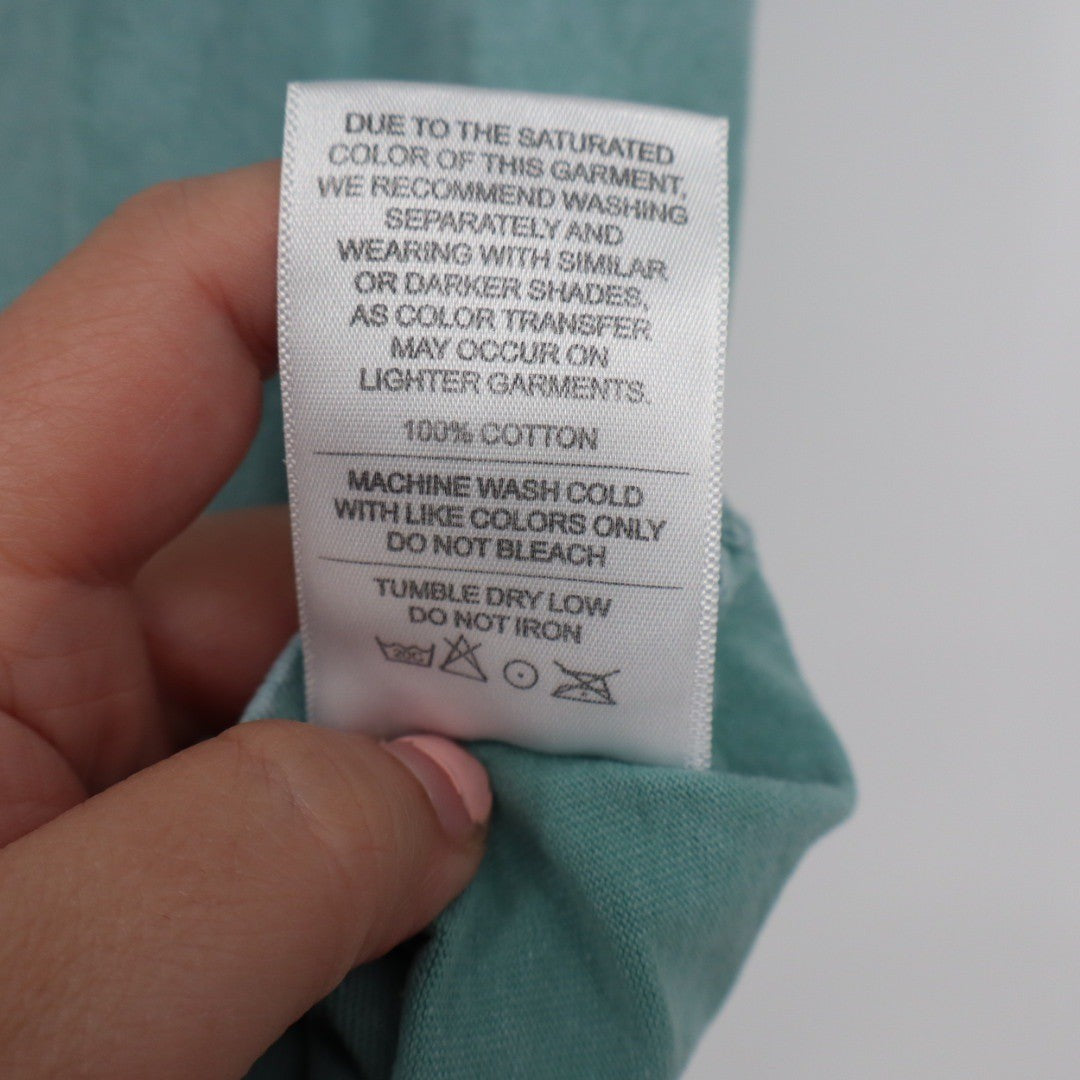 DUE TO THE SATURATED
COLOR OF THIS GARMENT,
WE RECOMMEND WASHING
SEPARATELY AND
WEARING WITH SIMILAR
OR DARKER SHADES,
AS COLOR TRANSFER
MAY OCCUR ON
LIGHTER GARMENTS.
100% COTTON
MACHINE WASH COLD
WITH LIKE COLORS ONLY
DO NOT BLEACH
TUMBLE DRY LOW
DO NOT IRON